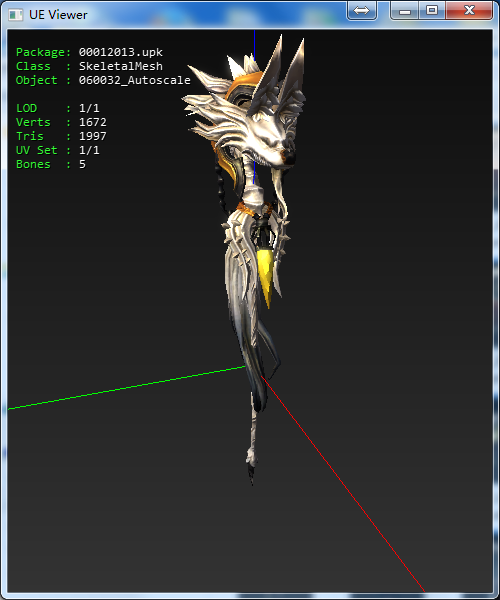 UE Viewer
Package: 00012013.upk
Class : SkeletalMesh
Object : 060032_Autoscale
LOD : 1/1
Verts : 1672
Tris : 1997
UV Set : 1/1
Bones : 5